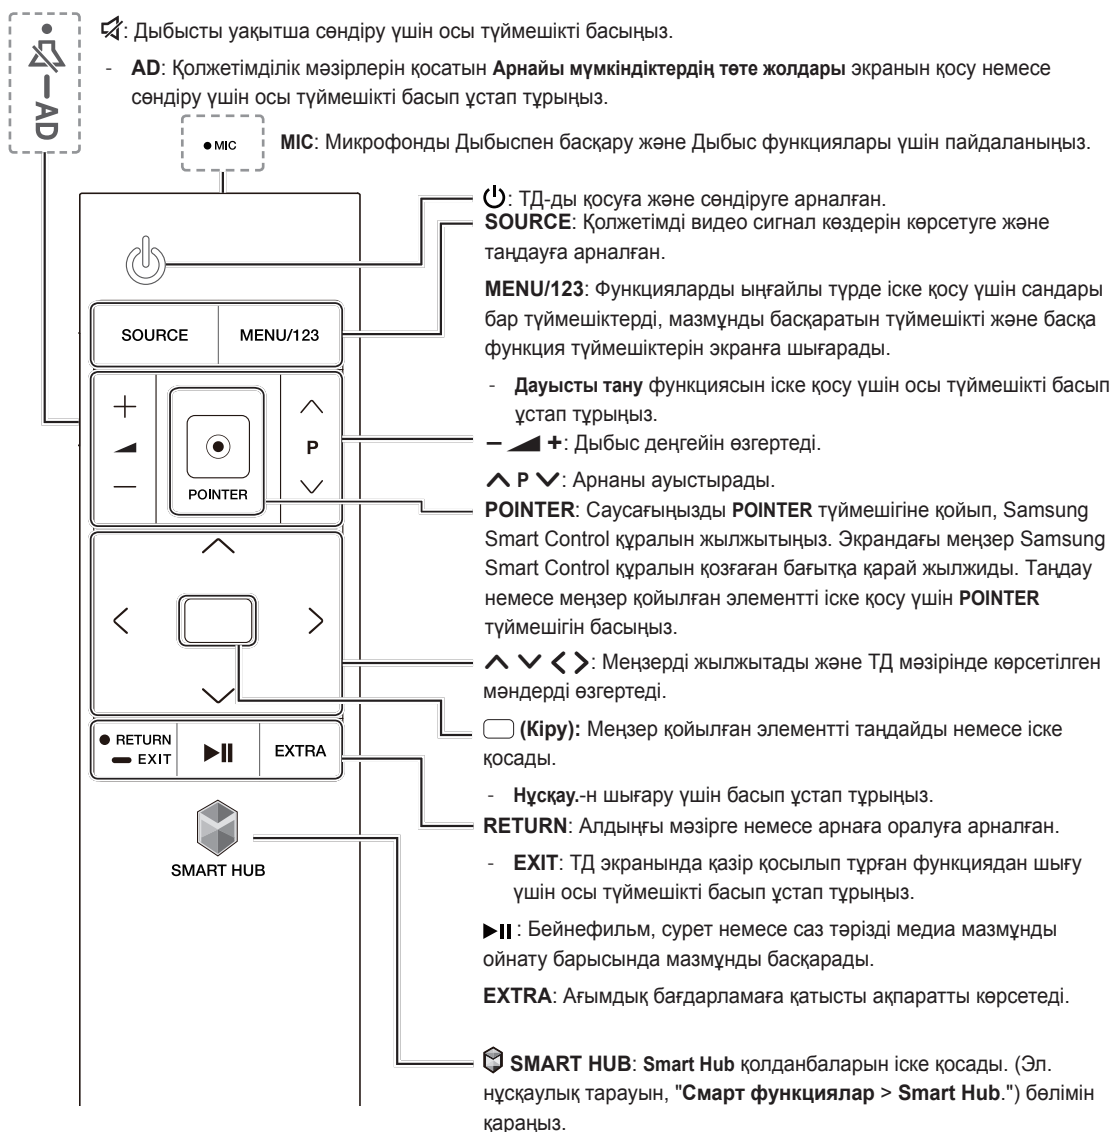 AD
: Дыбысты уақытша сөндіру үшін осы түймешікті басыңыз.
- AD: Қолжетімділік мәзірлерін қосатын Арнайы мүмкіндіктердің төте жолдары экранын қосу немесе
сөндіру үшін осы түймешікті басып ұстап тұрыңыз.
MIC
MIC: Микрофонды Дыбыспен басқару және Дыбыс функциялары үшін пайдаланыңыз.
: ТД-ды қосуға және сөндіруге арналған.
SOURCE: Қолжетімді видео сигнал көздерін көрсетуге және
таңдауға арналған.
MENU/123: Функцияларды ыңғайлы түрде іске қосу үшін сандары
бар түймешіктерді, мазмұнды басқаратын түймешікті және басқа
функция түймешіктерін экранға шығарады.
- Дауысты тану функциясын іске қосу үшін осы түймешікті басып
ұстап тұрыңыз.
− +: Дыбыс деңгейін өзгертеді.
P : Арнаны ауыстырады.
POINTER: Саусағыңызды POINTER түймешігіне қойып, Samsung
Smart Control құралын жылжытыңыз. Экрандағы меңзер Samsung
Smart Control құралын қозғаған бағытқа қарай жылжиды. Таңдау
немесе меңзер қойылған элементті іске қосу үшін POINTER
түймешігін басыңыз.
: Меңзерді жылжытады және ТД мәзірінде көрсетілген
мәндерді өзгертеді.
(Кіру): Меңзер қойылған элементті таңдайды немесе іске
қосады.
- Нұсқау.-н шығару үшін басып ұстап тұрыңыз.
RETURN: Алдыңғы мәзірге немесе арнаға оралуға арналған.
- EXIT: ТД экранында қазір қосылып тұрған функциядан шығу
үшін осы түймешікті басып ұстап тұрыңыз.
: Бейнефильм, сурет немесе саз тәрізді медиа мазмұнды
ойнату барысында мазмұнды басқарады.
EXTRA: Ағымдық бағдарламаға қатысты ақпаратты көрсетеді.
SMART HUB: Smart Hub қолданбаларын іске қосады. (Эл.
нұсқаулық тарауын, "Смарт функциялар > Smart Hub.") бөлімін
қараңыз.
SOURCE
MENU/123
+
P
—
POINTER
RETURN
EXIT
EXTRA
SMART HUB